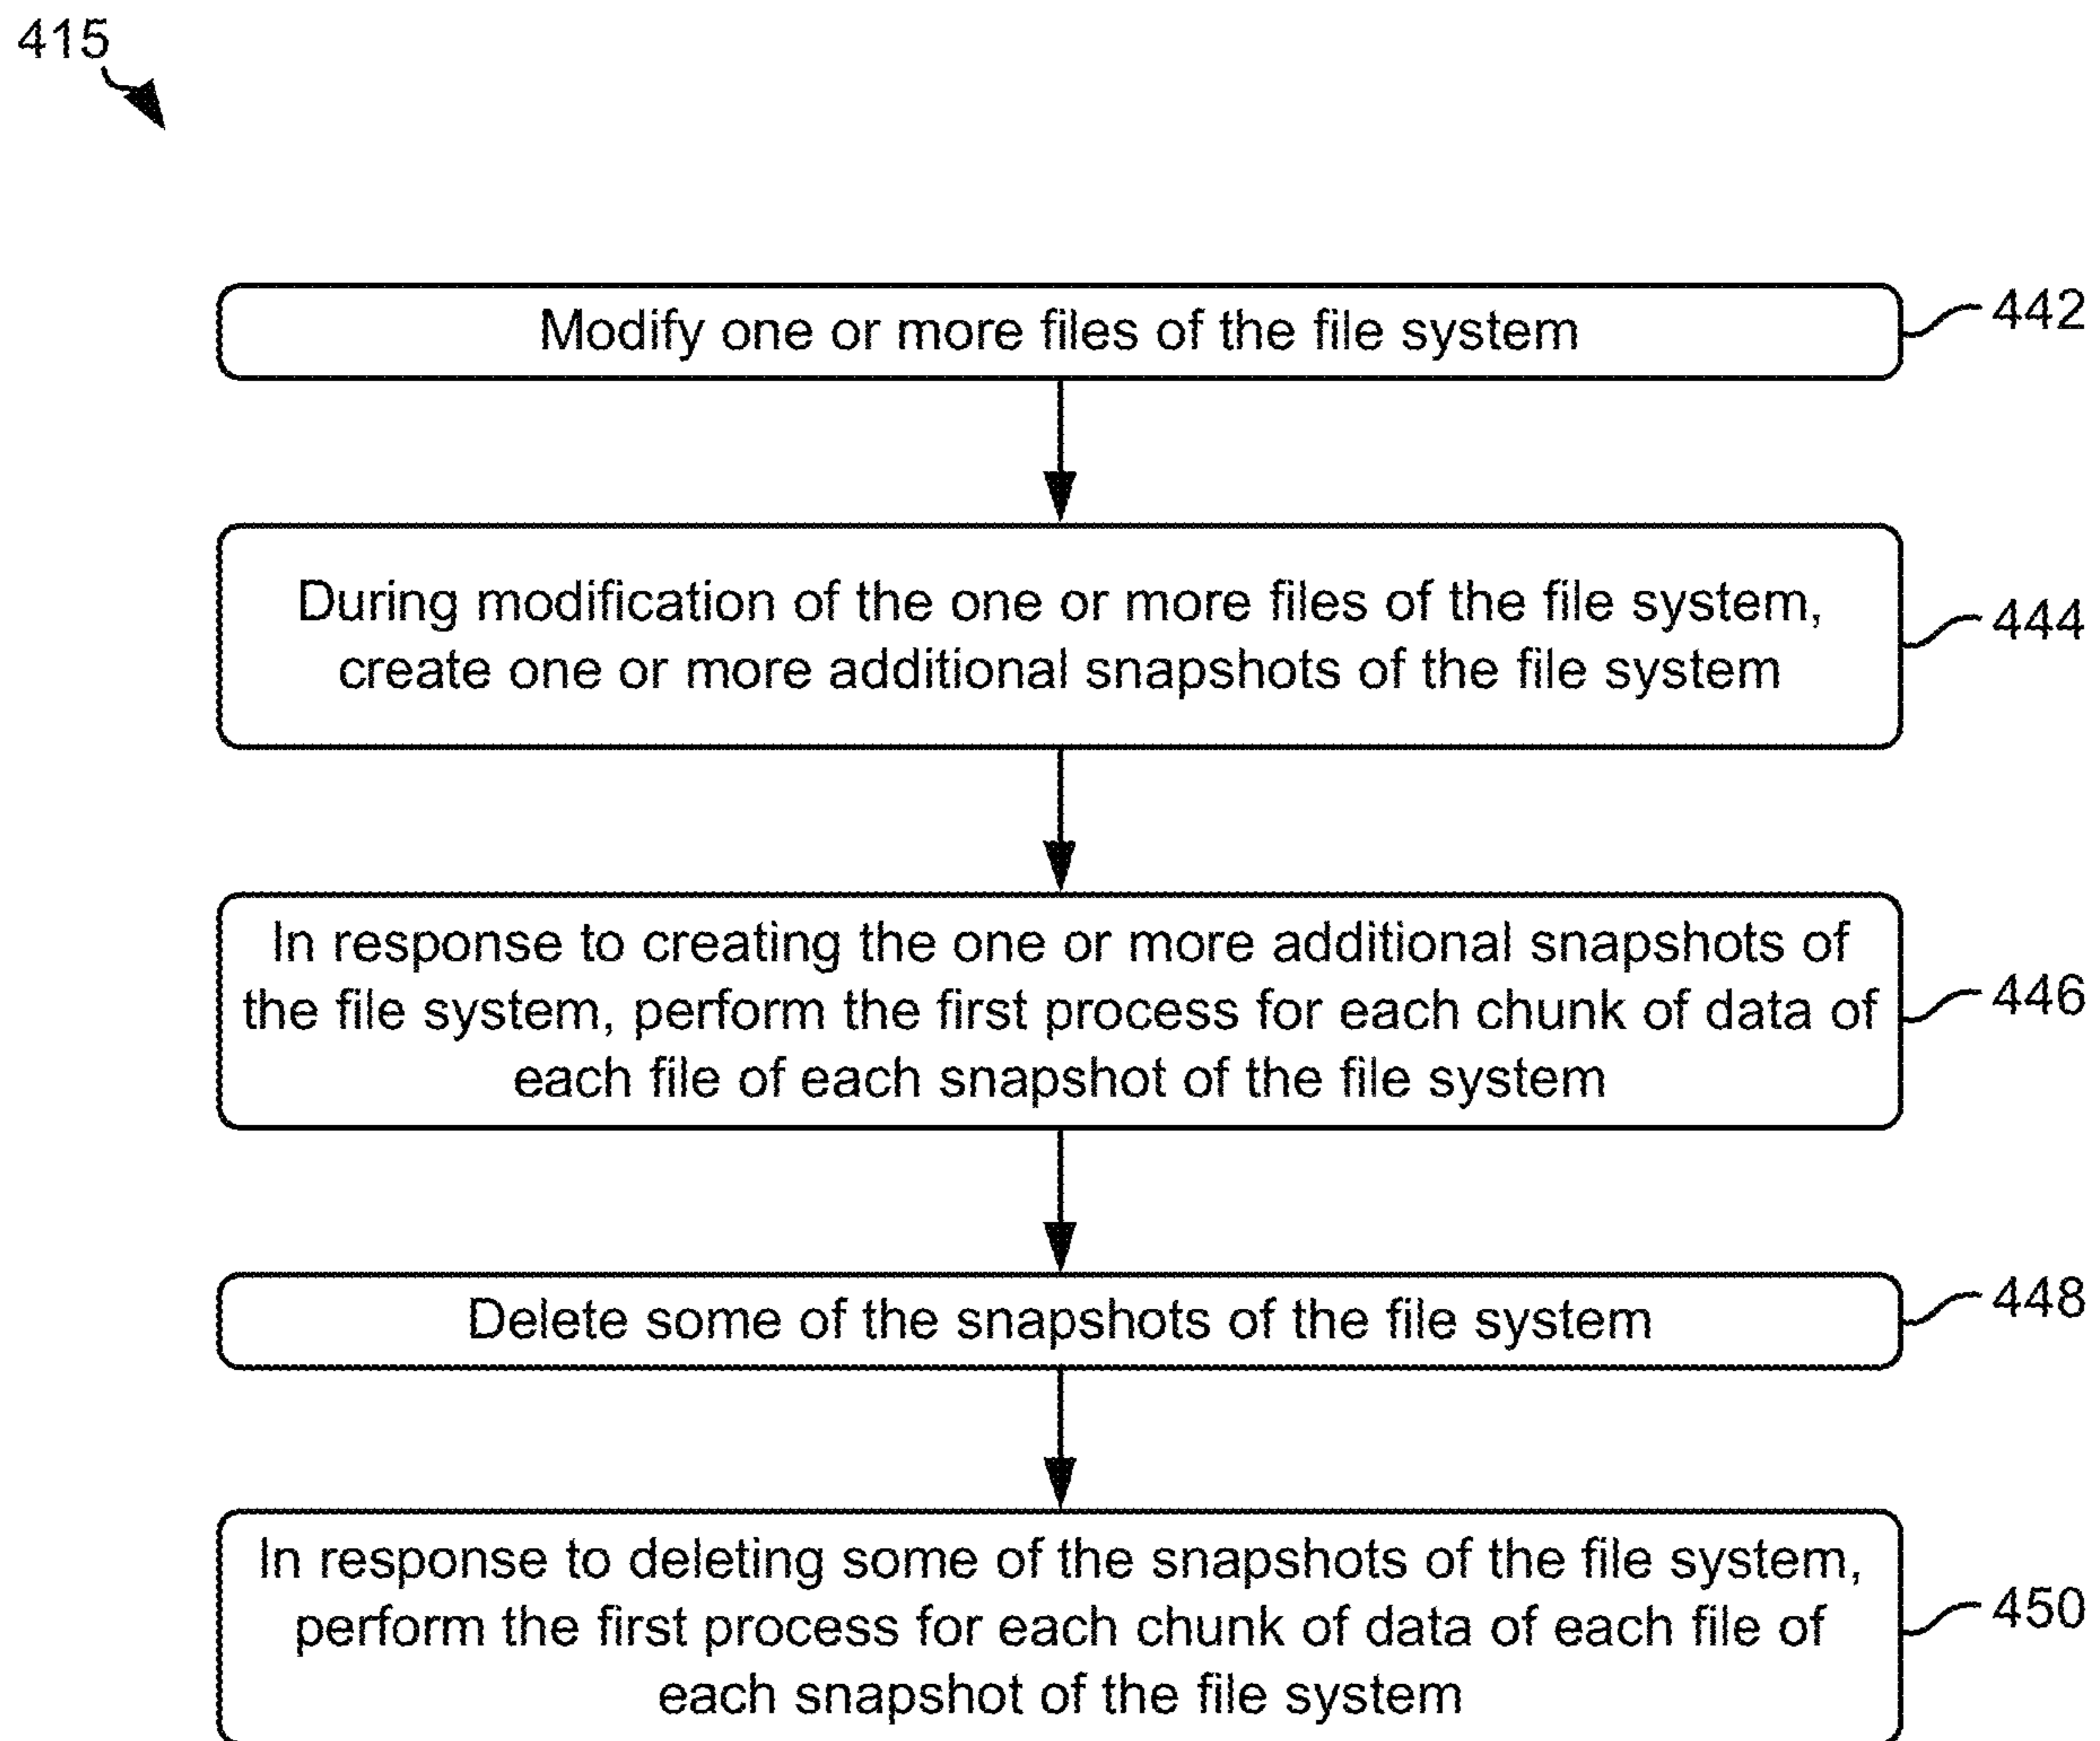 415
Modify one or more files of the file system
442
During modification of the one or more files of the file system,
create one or more additional snapshots of the file system
444
In response to creating the one or more additional snapshots of
the file system, perform the first process for each chunk of data of
each file of each snapshot of the file system
446
Delete some of the snapshots of the file system
448
In response to deleting some of the snapshots of the file system,
perform the first process for each chunk of data of each file of
each snapshot of the file system
450